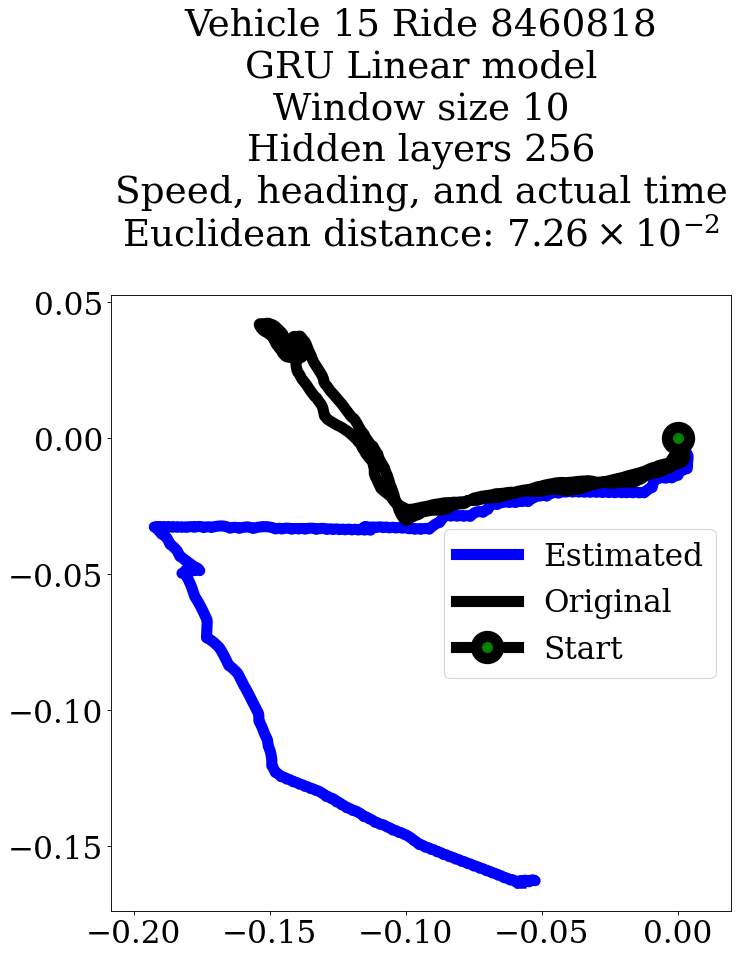 Vehicle 15 Ride 8460818
GRU Linear model
Window size 10
Hidden layers 256
Speed, heading, and actual time
Euclidean distance: 7.26 × 10⁻²
0.05
0.00
−0.05
−0.10
−0.15
Estimated
Original
Start
−0.20 −0.15 −0.10 −0.05 0.00